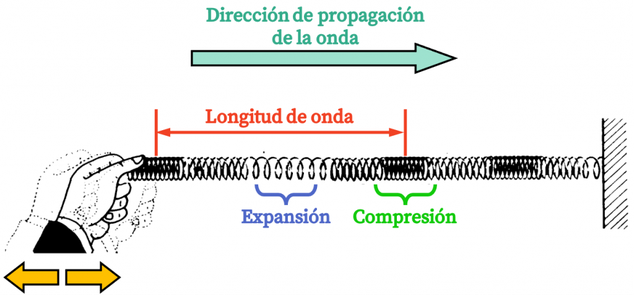 Dirección de propagación
de la onda
Longitud de onda
Expansión
Compresión